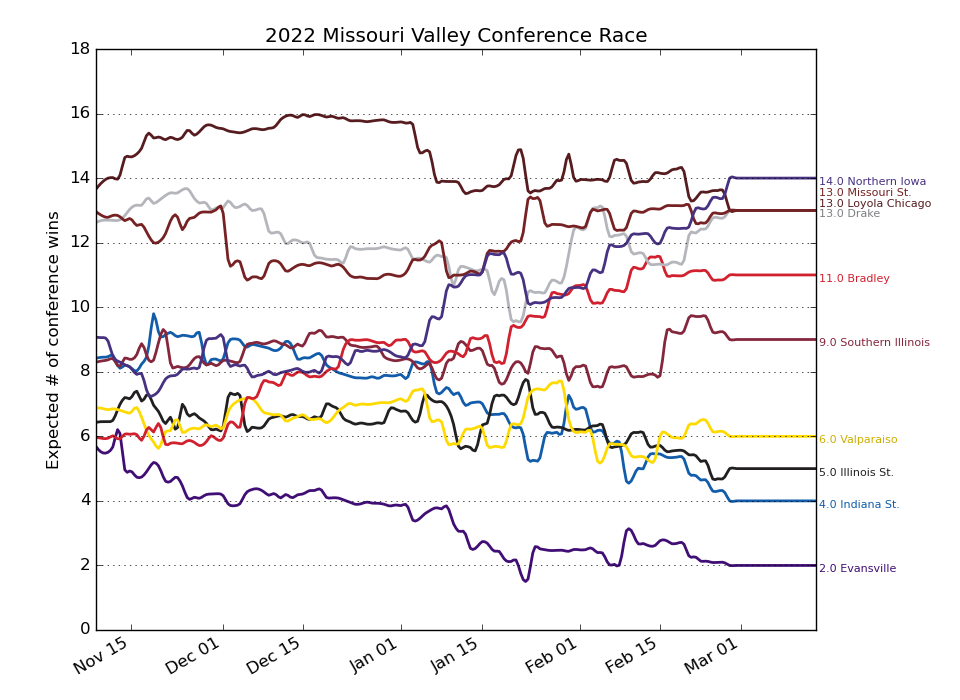 2022 Missouri Valley Conference Race
Expected # of conference wins
18
16
14
12
10
8
6
4
2
0
Nov 15
Dec 01
Dec 15
Jan 01
Jan 15
Feb 01
Feb 15
Mar 01
14.0 Northern Iowa
13.0 Missouri St.
13.0 Loyola Chicago
13.0 Drake
11.0 Bradley
9.0 Southern Illinois
6.0 Valparaiso
5.0 Illinois St.
4.0 Indiana St.
2.0 Evansville